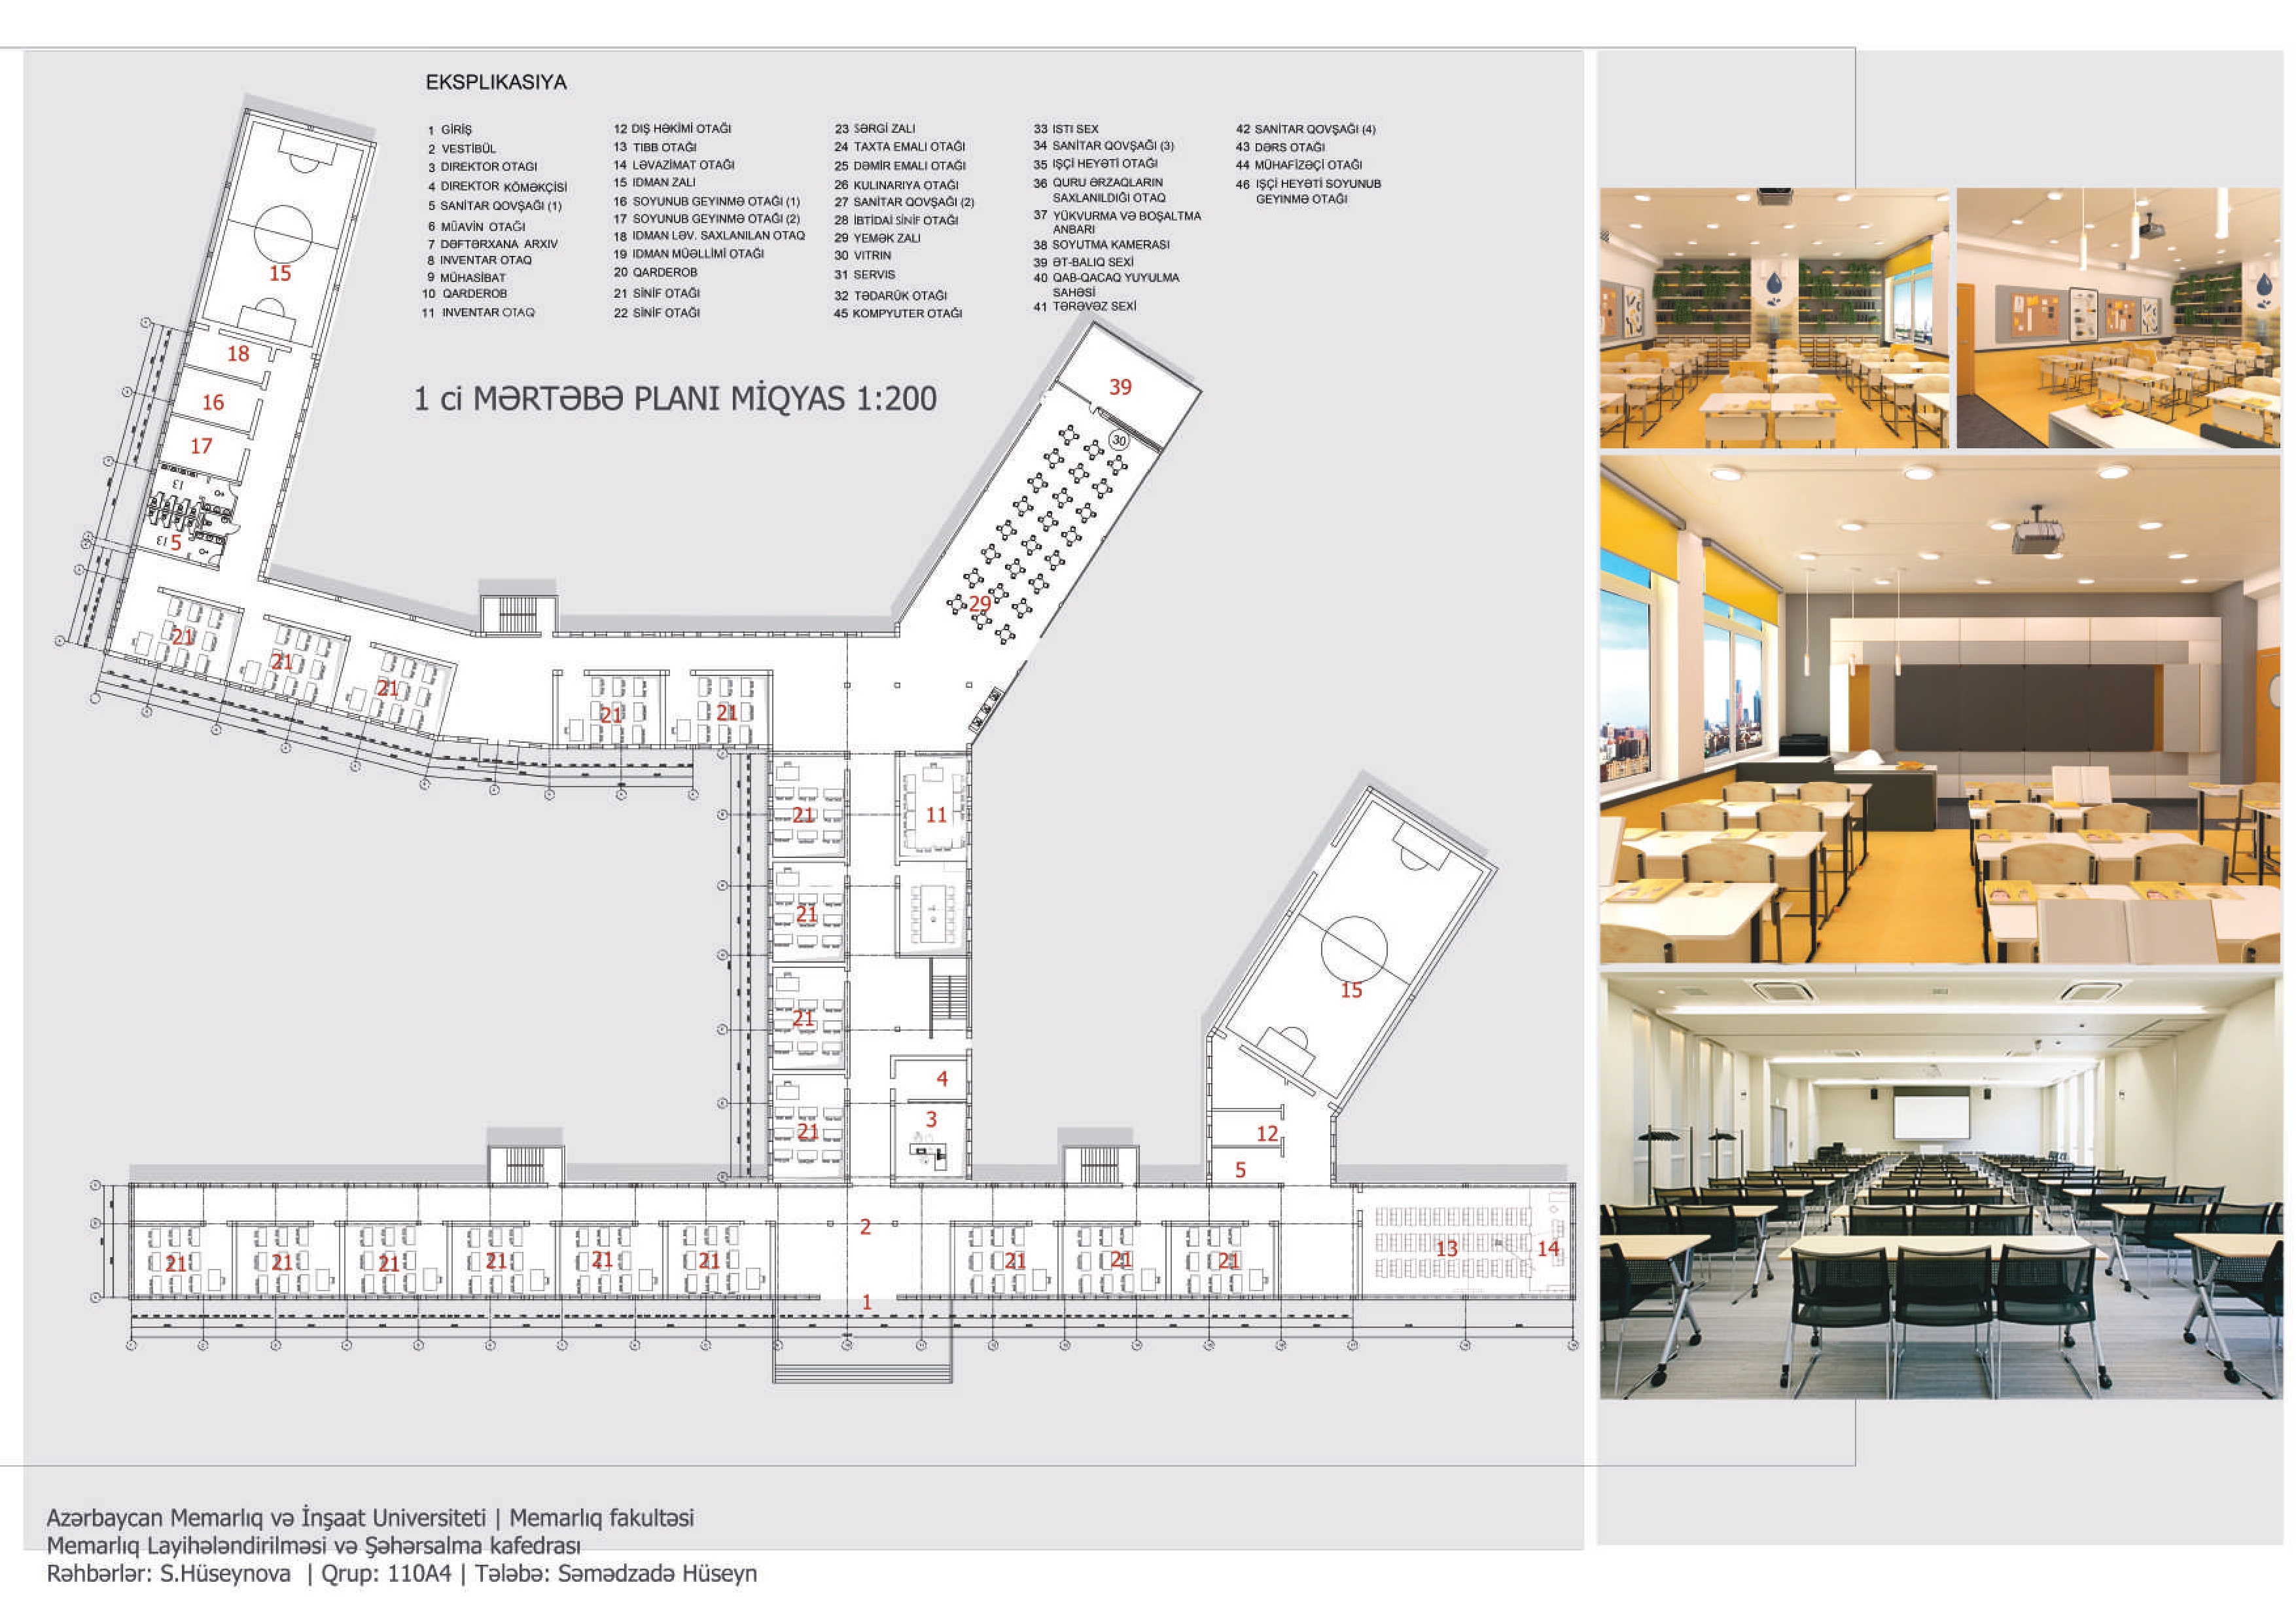 EKSPLIKASIYA
1 GİRİŞ
2 VESTİBÜL
3 DIREKTOR OTAGI
4 DIREKTOR KÖMƏKÇİSİ
5 SANİTAR QOVŞAĞI (1)
6 MÜAVİN OTAĞI
7 DƏFTƏRXANA ARXIV
8 INVENTAR OTAQ
9 MÜHASİBAT
10 QARDEROB
11 INVENTAR OTAQ
12 DIŞ HƏKİMİ OTAĞI
13 TIBB OTAĞI
14 LƏVAZİMAT OTAĞI
15 IDMAN ZALI
16 SOYUNUB GEYINMƏ OTAĞI (1)
17 SOYUNUB GEYINMƏ OTAĞI (2)
18 IDMAN LƏV. SAXLANILAN OTAQ
19 IDMAN MÜƏLLİMİ OTAĞI
20 QARDEROB
21 SİNİF OTAĞI
22 SİNİF OTAĞI
23 SƏRGİ ZALI
24 TAXTA EMALI OTAĞI
25 DƏMİR EMALI OTAĞI
26 KULINARIYA OTAĞI
27 SANİTAR QOVŞAĞI (2)
28 İBTİDAİ SİNİF OTAĞI
29 YEMƏK ZALI
30 VITRIN
31 SERVIS
32 TƏDARÜK OTAĞI
45 KOMPYUTER OTAĞI
33 ISTI SEX
34 SANİTAR QOVŞAĞI (3)
35 IŞÇİ HEYƏTİ OTAĞI
36 QURU ƏRZAQLARIN
SAXLANILDIĞI OTAQ
37 YÜKVURMA VƏ BOŞALTMA
ANBARI
38 SOYUTMA KAMERASI
39 ƏT-BALIQ SEXİ
40 QAB-QACAQ YUYULMA
SAHƏSİ
41 TƏRƏVƏZ SEXİ
42 SANİTAR QOVŞAĞI (4)
43 DƏRS OTAĞI
44 MÜHAFİZƏÇİ OTAĞI
46 IŞÇİ HEYƏTİ SOYUNUB
GEYINMƏ OTAĞI
1 ci MƏRTƏBƏ PLANI MİQYAS 1:200
15
18
16
17
13
13 5
21
21
21
21
21
39
30
29
21
11
21
21
21
4
3
15
12
5
2
21
21
21
21
21
21
21
21
21
13
14
1
Azərbaycan Memarlıq və İnşaat Universiteti | Memarlıq fakultəsi
Memarlıq Layihələndirilməsi və Şəhərsalma kafedrası
Rəhbərlər: S.Hüseynova | Qrup: 110A4 | Tələbə: Səmədzadə Hüseyn